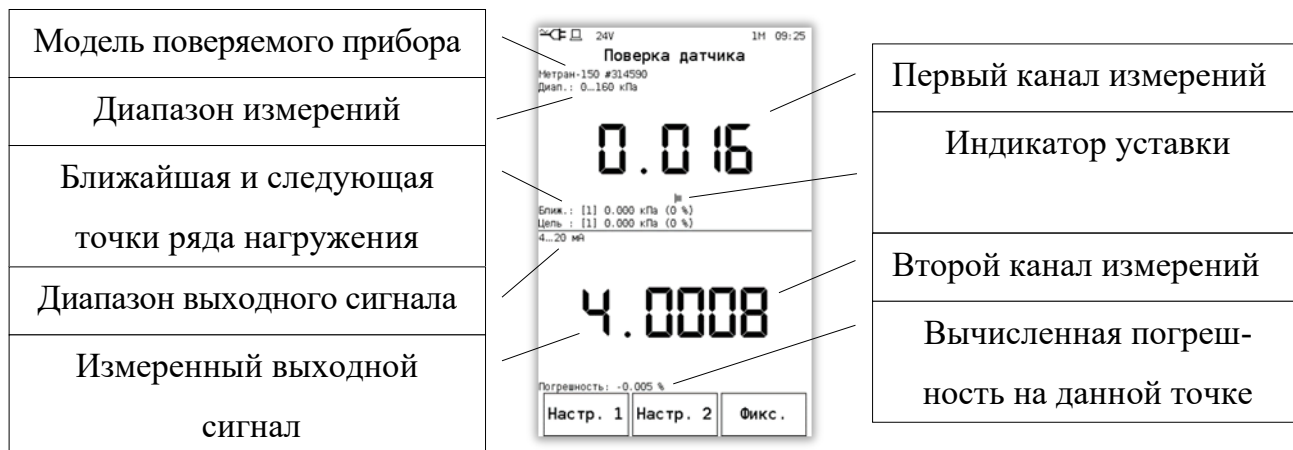 Модель поверяемого прибора
Диапазон измерений
Ближайшая и следующая
точки ряда нагружения
Диапазон выходного сигнала
Измеренный выходной
сигнал
24V 1М 09:25
Поверка датчика
Метран-150 #314590
Диап.: 0…160 кПа
0.016
Ближ.: [1] 0.000 кПа (0 %)
Цель : [1] 0.000 кПа (0 %)
4…20 мА
4.0008
Погрешность: -0.005 %
Настр. 1 Настр. 2 Фикс.
Первый канал измерений
Индикатор уставки
Второй канал измерений
Вычисленная погреш-
ность на данной точке